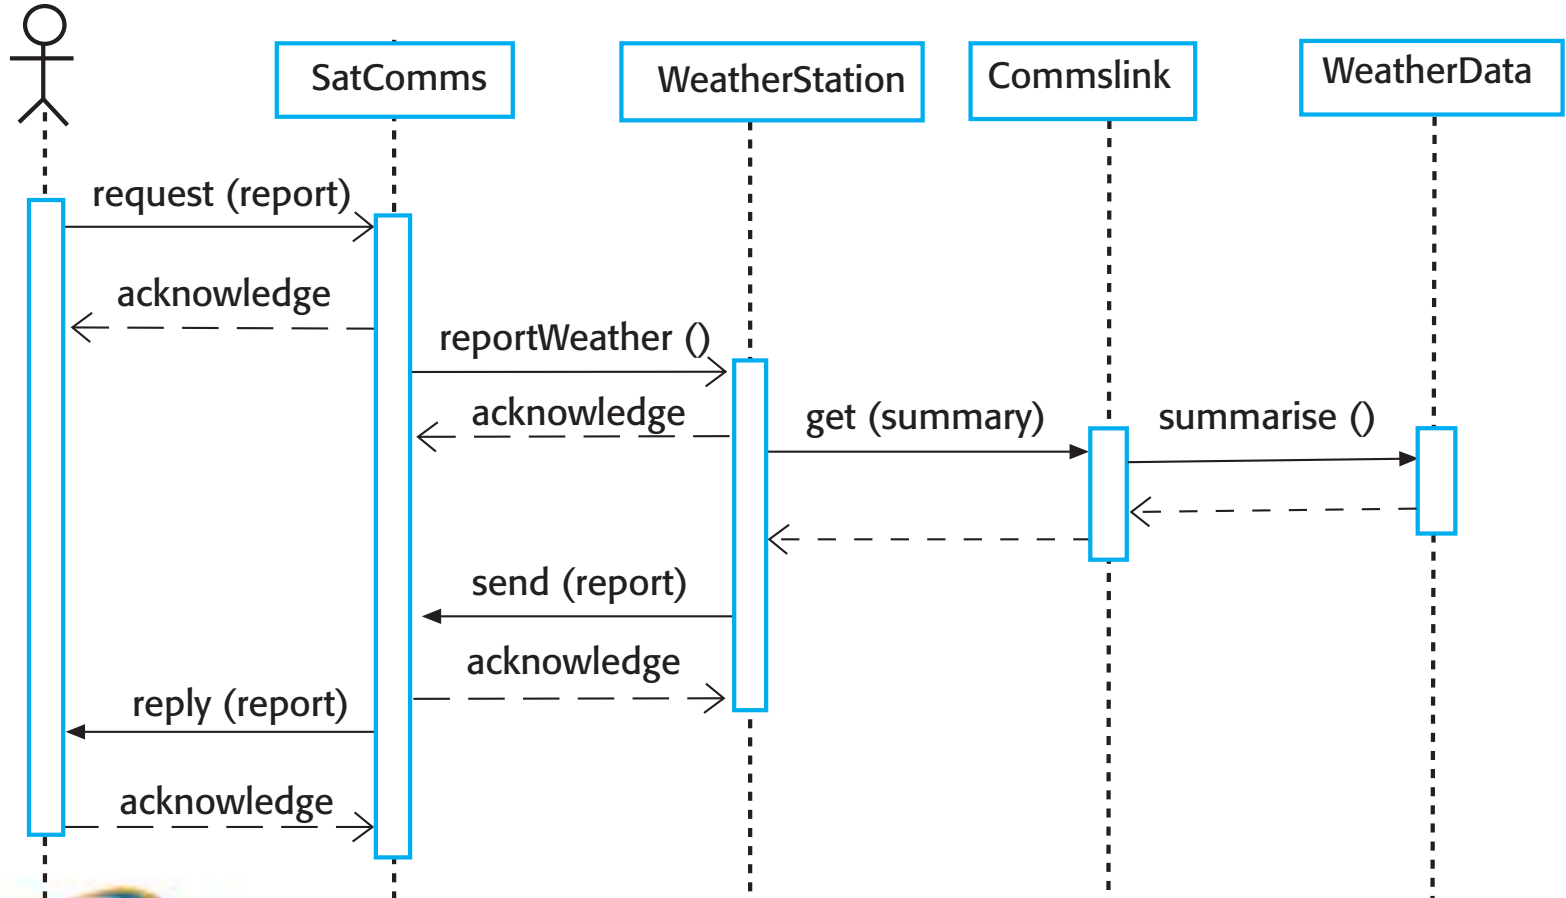 SatComms
WeatherStation
Commslink
WeatherData
request (report)
acknowledge
reportWeather ()
acknowledge
get (summary)
summarise ()
send (report)
acknowledge
reply (report)
acknowledge